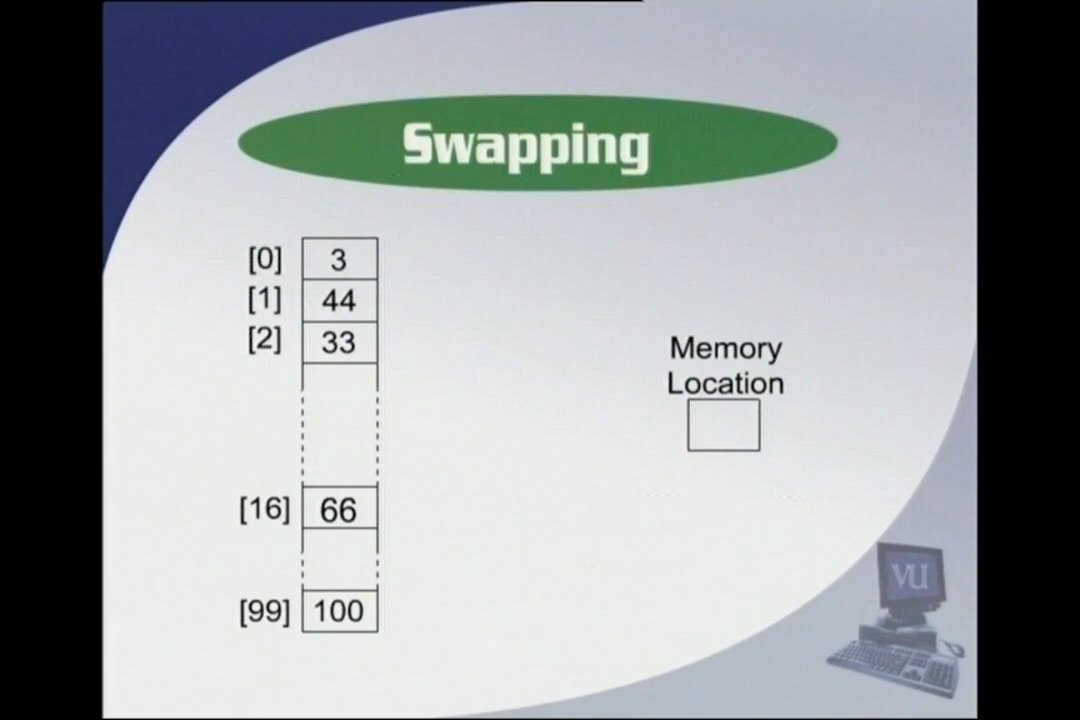 Swapping
[0] 3
[1] 44
[2] 33
Memory
Location
[16] 66
[99] 100
VU